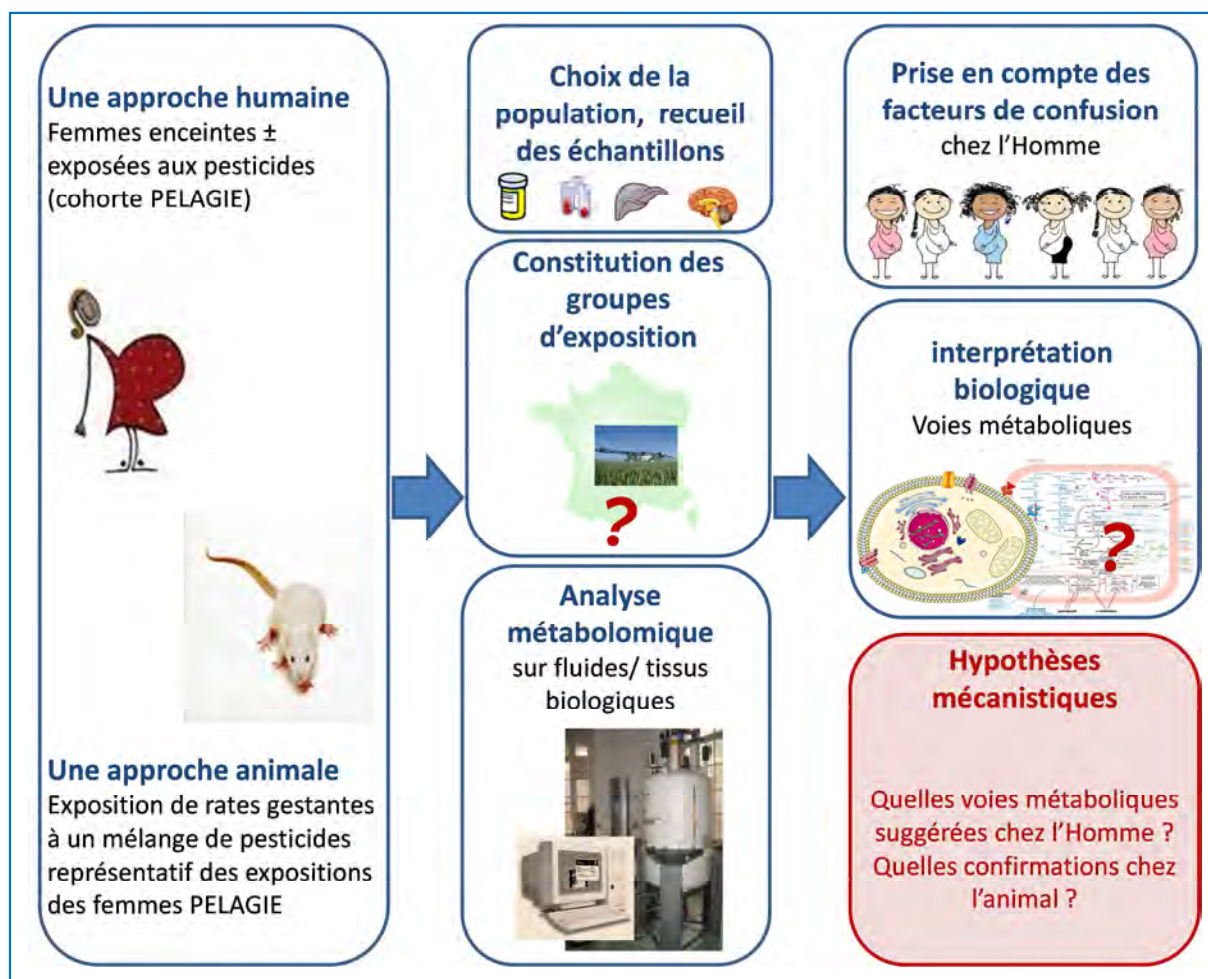 Une approche humaine
Femmes enceintes ±
exposées aux pesticides
(cohorte PELAGIE)
Une approche animale
Exposition de rates gestantes
à un mélange de pesticides
représentatif des expositions
des femmes PELAGIE
Choix de la
population, recueil
des échantillons
Constitution des
groupes
d'exposition
?
Analyse
métabolomique
sur fluides/ tissus
biologiques
Prise en compte des
facteurs de confusion
chez l'Homme
interprétation
biologique
Voies métaboliques
?
Hypothèses
mécanistiques
Quelles voies métaboliques
suggérées chez l'Homme ?
Quelles confirmations chez
l'animal ?